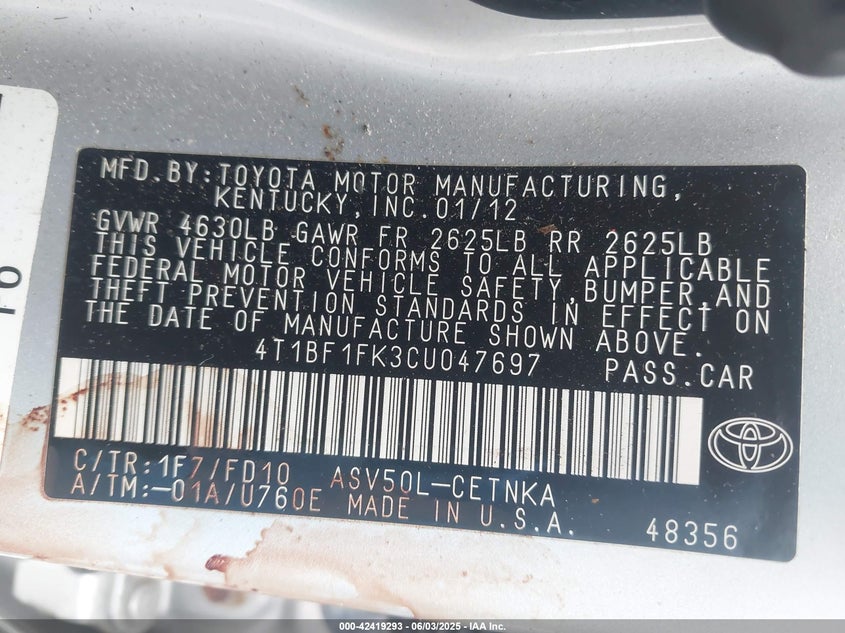 MFD.BY:TOYOTA MOTOR MANUFACTURING,
KENTUCKY,INC.01/12
GVWR 4630LB GAWR FR 2625LB RR 2625LB
THIS VEHICLE CONFORMS TO ALL APPLICABLE
FEDERAL MOTOR VEHICLE SAFETY,BUMPER,AND
THEFT PREVENTION STANDARDS IN EFFECT ON
THE DATE OF MANUFACTURE SHOWN ABOVE.
4T1BF1FK3CU047697 PASS.CAR
C/TR:1F7/FD10 ASV50L-CETNKA
A/TM:-01A/U760E MADE IN U.S.A. 48356
000-42419293 - 06/03/2025 - IAA Inc.